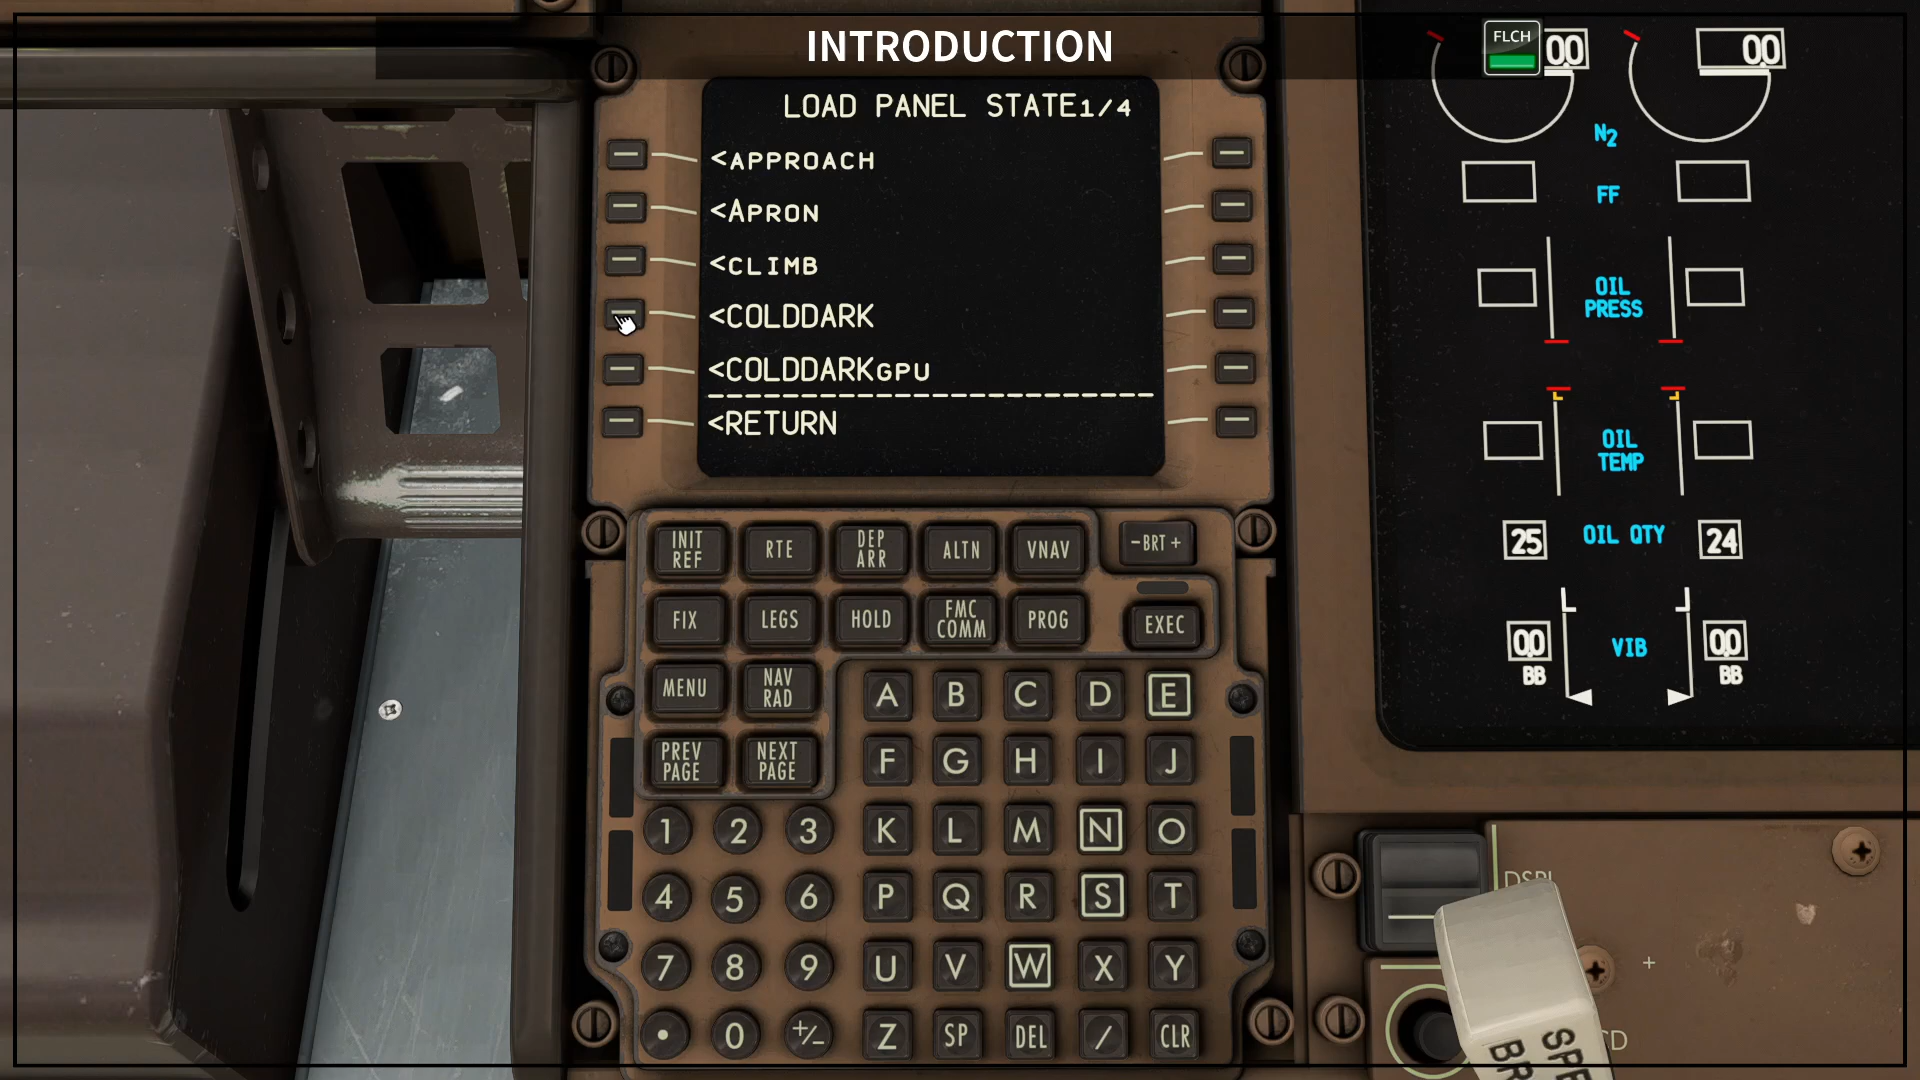 INTRODUCTION
LOAD PANEL STATE1/4
<APPROACH
<APRON
<CLIMB
<COLDDARK
<COLDDARKGPU
------------------------
<RETURN
INIT REF
RTE
DEP ARR
ALTN
VNAV
-BRT+
FIX
LEGS
HOLD
FMC COMM
PROG
EXEC
MENU
NAV RAD
PREV PAGE
NEXT PAGE
A B C D E
F G H I J
K L M N O
P Q R S T
U V W X Y
Z SP DEL / CLR
1 2 3
4 5 6
7 8 9
. 0 +/-
FLCH
00
00
N2
FF
OIL PRESS
OIL TEMP
25 OIL QTY 24
00 VIB 00
BB BB